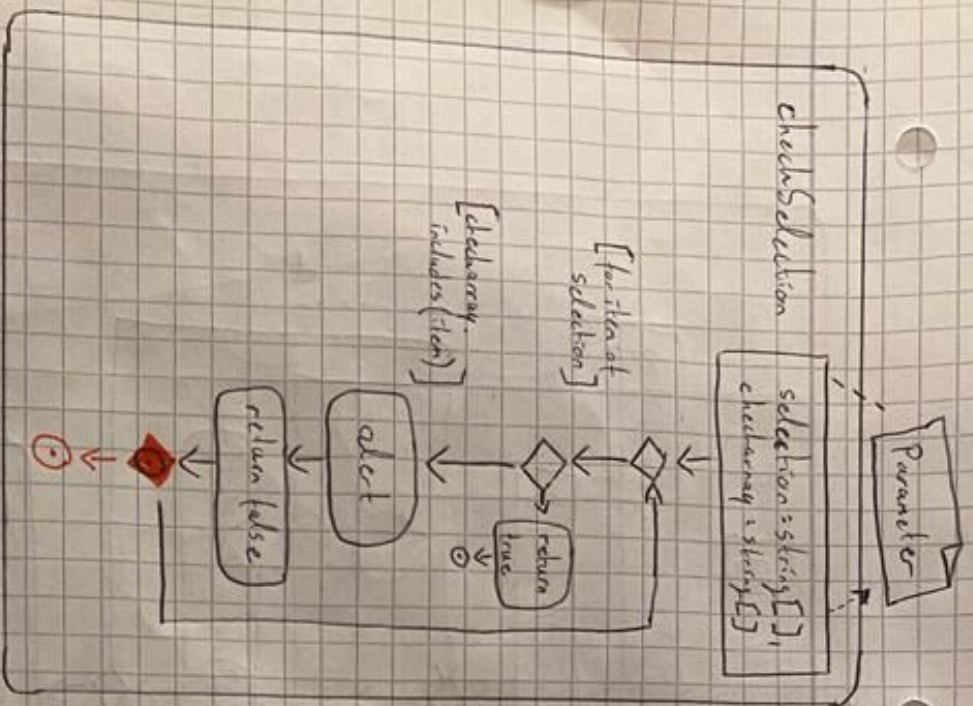 Parameter
checkSelection
selection : string[],
checkarray : string[]
[for item of
selection]
return
true
[checkarray.
includes(item)]
alert
return false